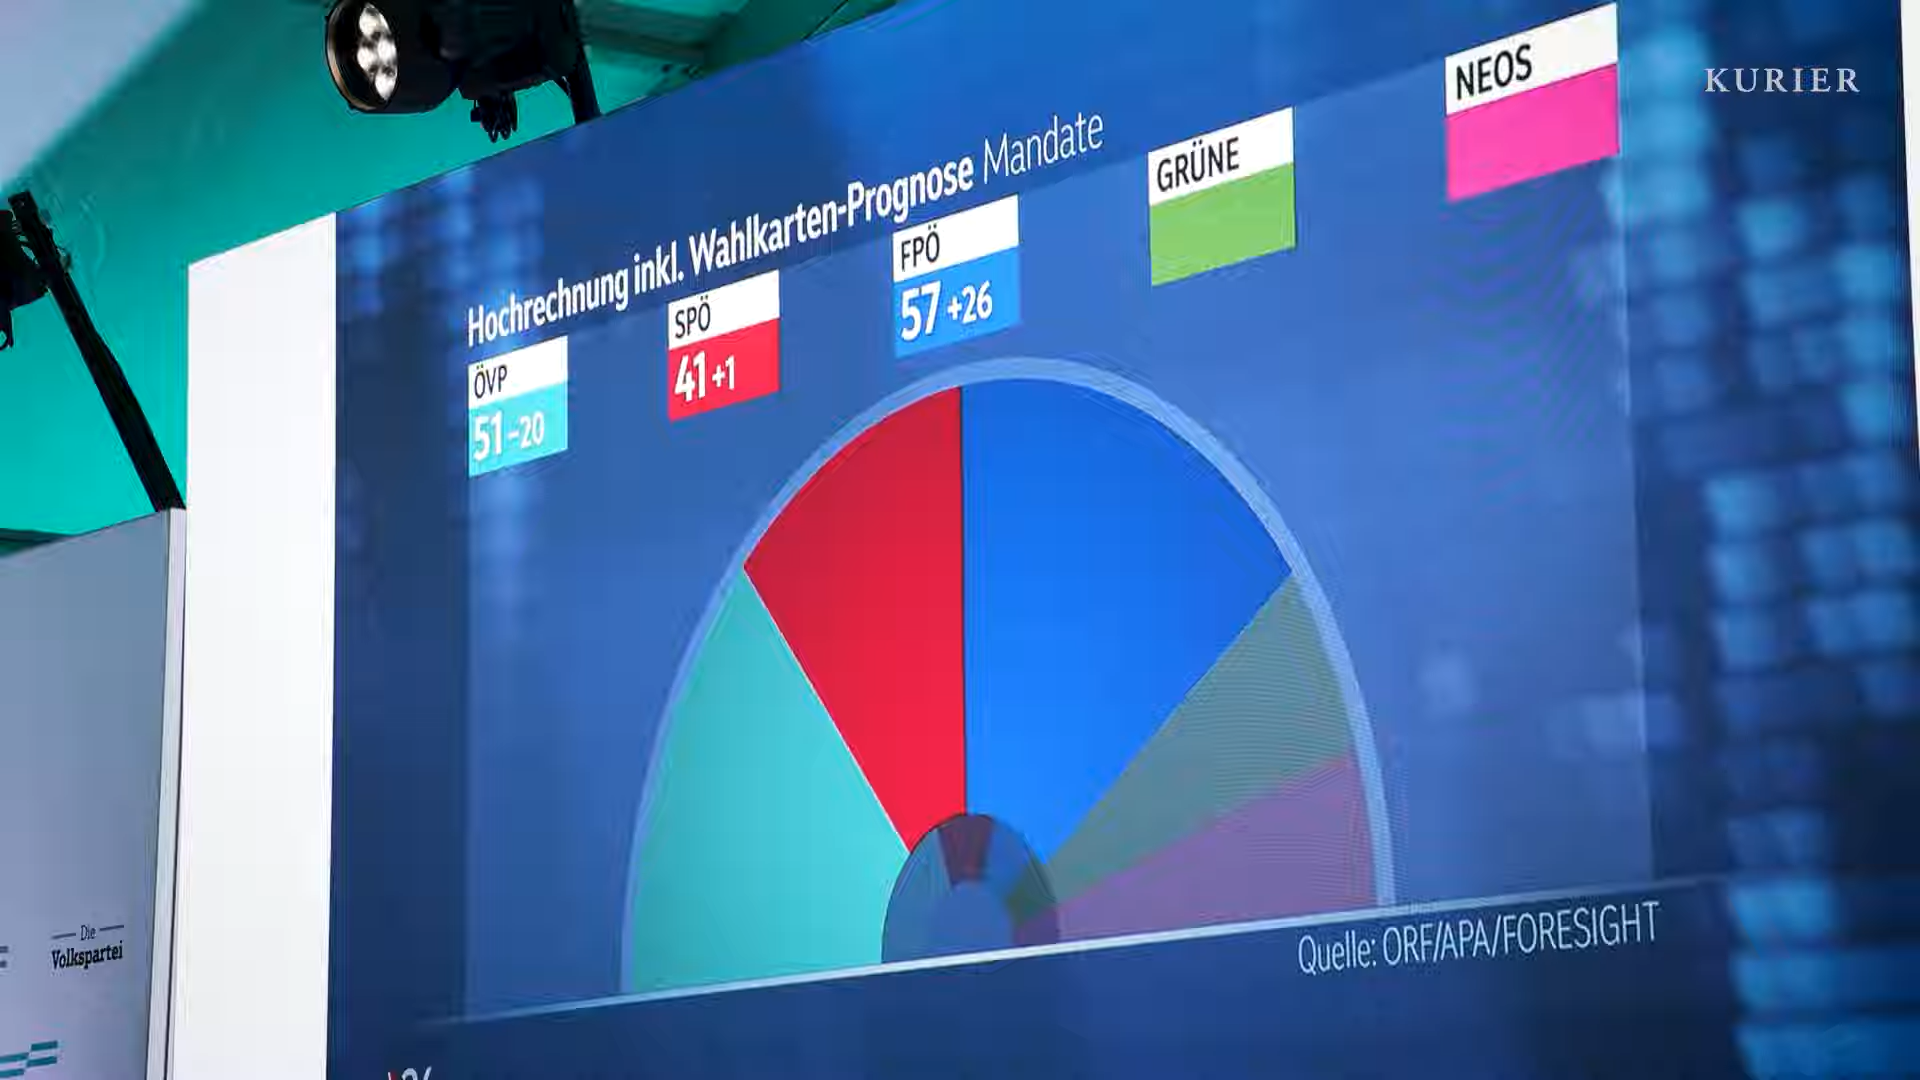 KURIER
Hochrechnung inkl. Wahlkarten-Prognose Mandate
ÖVP
51 -20
SPÖ
41 +1
FPÖ
57 +26
GRÜNE
NEOS
Quelle: ORF/APA/FORESIGHT
Die
Volkspartei